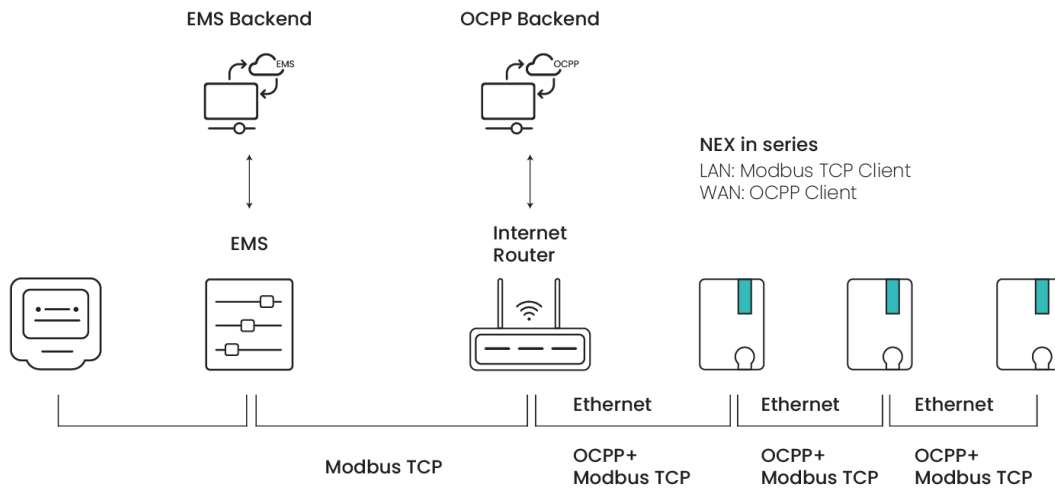 EMS Backend
OCPP Backend
EMS
OCPP
NEX in series
LAN: Modbus TCP Client
WAN: OCPP Client
EMS
Internet
Router
Ethernet
Ethernet
Ethernet
Modbus TCP
OCPP+
Modbus TCP
OCPP+
Modbus TCP
OCPP+
Modbus TCP